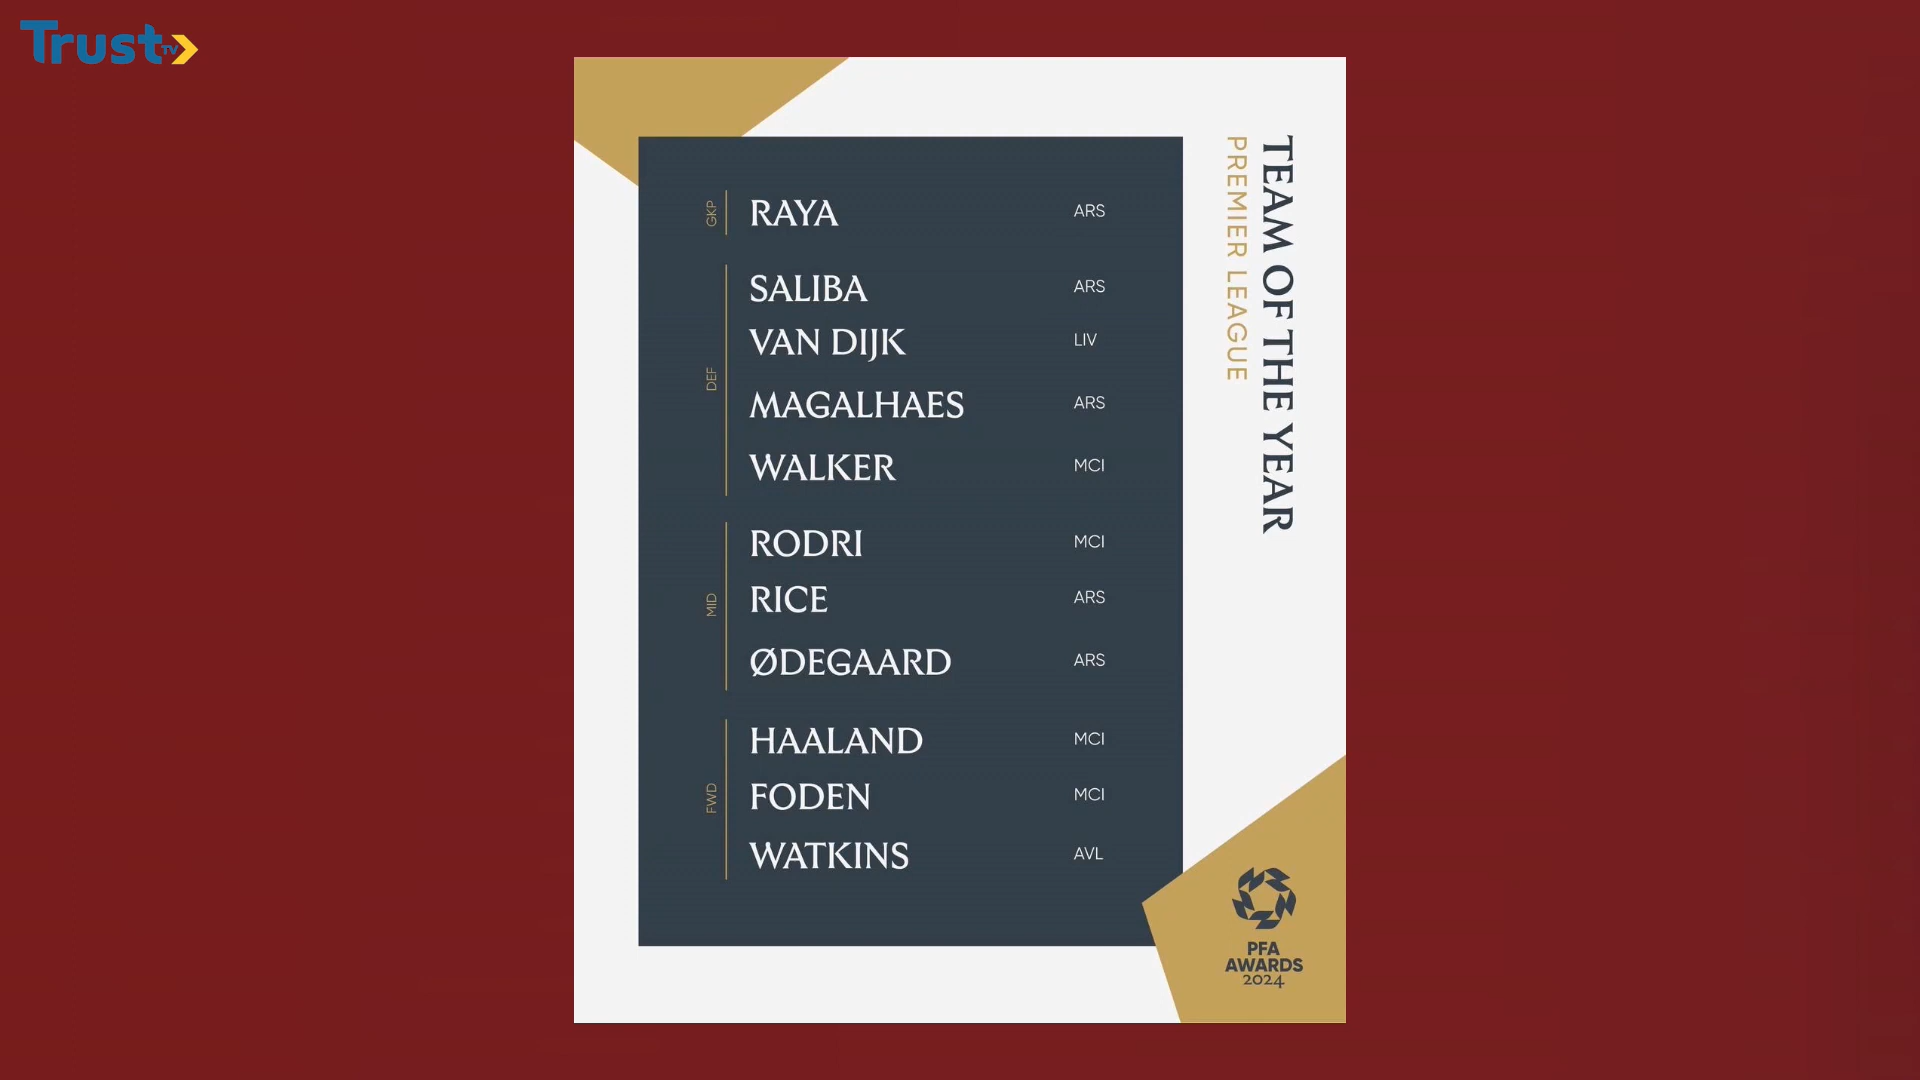 Trust TV
TEAM OF THE YEAR
PREMIER LEAGUE
GKP
RAYA ARS
DEF
SALIBA ARS
VAN DIJK LIV
MAGALHAES ARS
WALKER MCI
MID
RODRI MCI
RICE ARS
ØDEGAARD ARS
FWD
HAALAND MCI
FODEN MCI
WATKINS AVL
PFA
AWARDS
2024